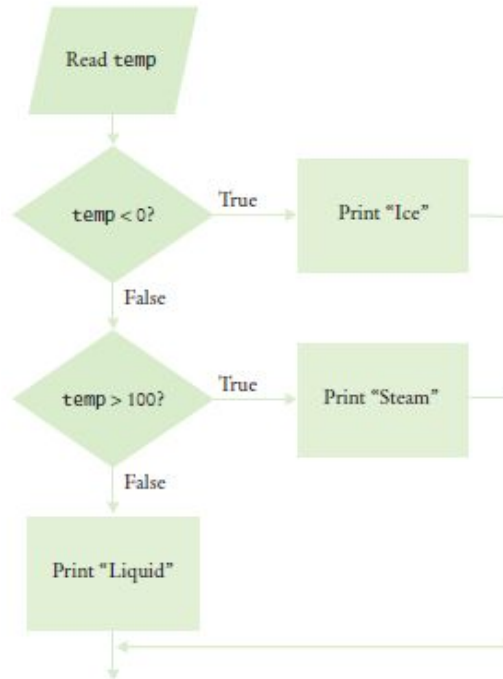 Read temp
temp < 0?
True
Print “Ice”
False
temp > 100?
True
Print “Steam”
False
Print “Liquid”